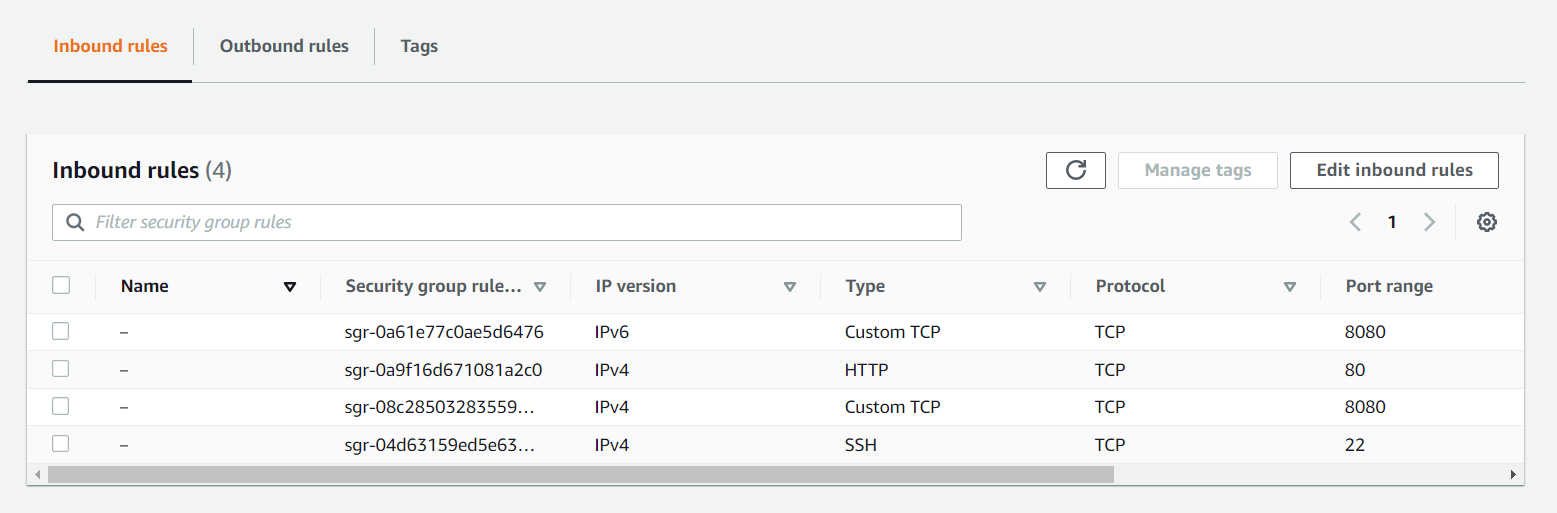 Inbound rules Outbound rules Tags
Inbound rules (4) Manage tags Edit inbound rules
Filter security group rules 1
Name Security group rule... IP version Type Protocol Port range
– sgr-0a61e77c0ae5d6476 IPv6 Custom TCP TCP 8080
– sgr-0a9f16d671081a2c0 IPv4 HTTP TCP 80
– sgr-08c28503283559... IPv4 Custom TCP TCP 8080
– sgr-04d63159ed5e63... IPv4 SSH TCP 22